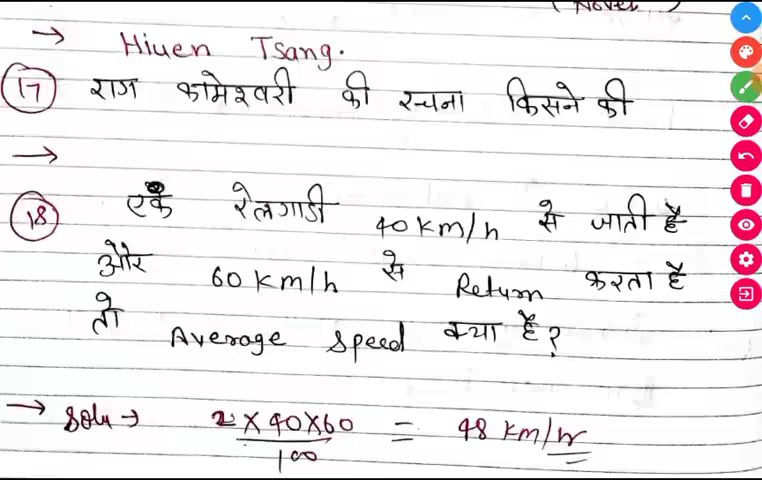 (Novel)
→ Hiuen Tsang.
17 राग कामेश्वरी की रचना किसने की
→
18 एक रेलगाडी 40 km/h से जाती है
और 60 km/h से Return करता है
तो Average speed क्या है?
→ Solu → 2 × 40 × 60 / 100 = 48 km/hr